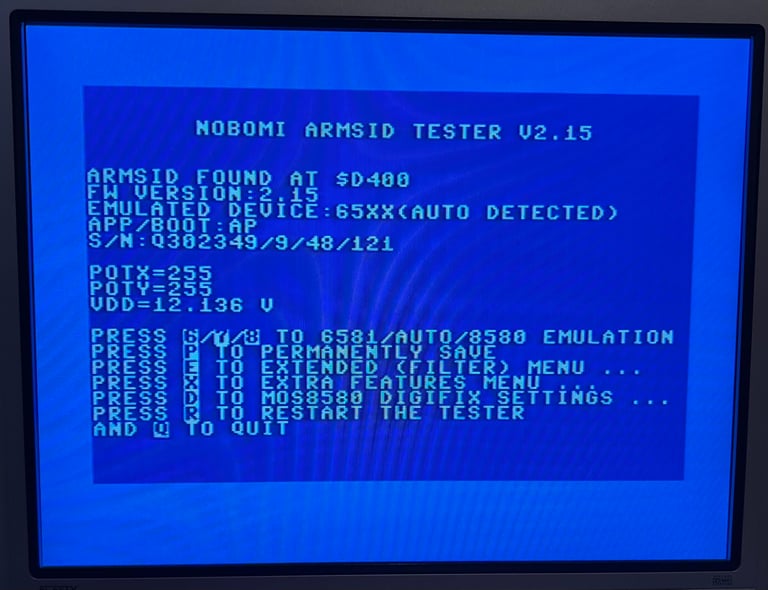 NOBOMI ARMSID TESTER V2.15
ARMSID FOUND AT $D400
FW VERSION:2.15
EMULATED DEVICE:65XX(AUTO DETECTED)
APP/BOOT:AP
S/N:Q302349/9/48/121
POTX=255
POTY=255
VDD=12.136 V
PRESS 6/U/8 TO 6581/AUTO/8580 EMULATION
PRESS P TO PERMANENTLY SAVE
PRESS E TO EXTENDED (FILTER) MENU ...
PRESS X TO EXTRA FEATURES MENU ...
PRESS D TO MOS8580 DIGIFIX SETTINGS ...
PRESS R TO RESTART THE TESTER
AND Q TO QUIT